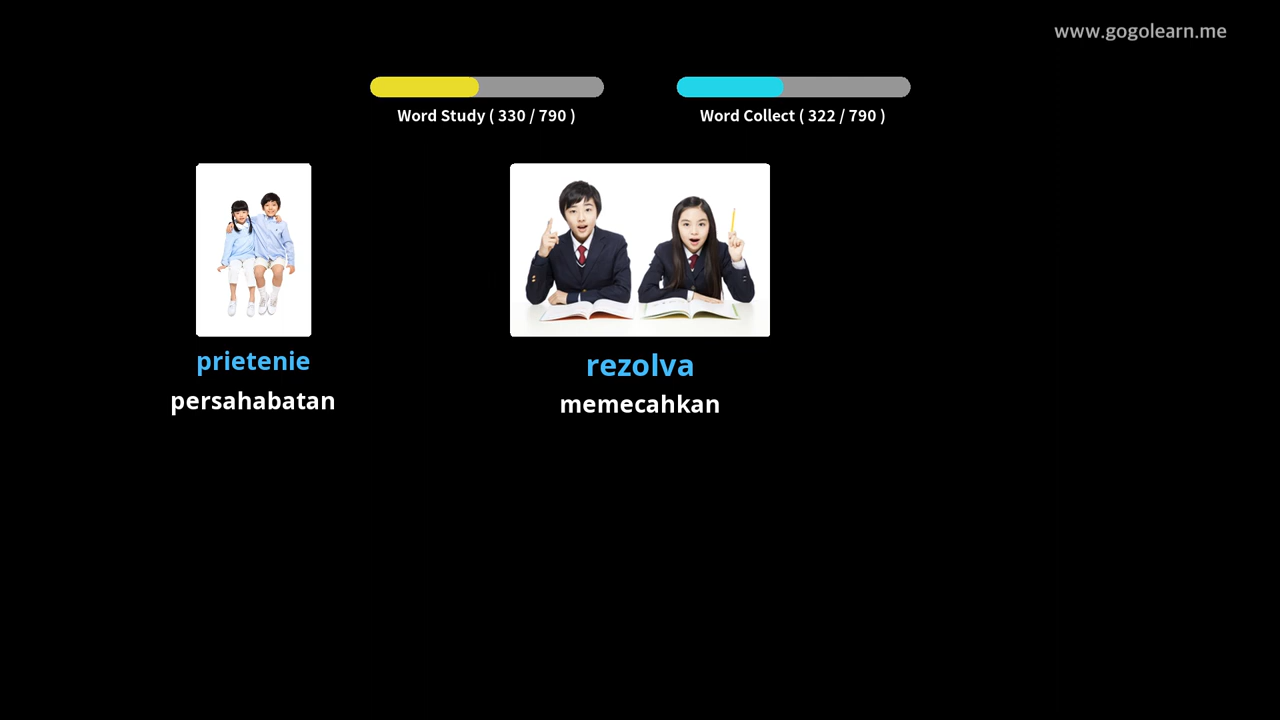 www.gogolearn.me
Word Study ( 330 / 790 )
Word Collect ( 322 / 790 )
prietenie
persahabatan
rezolva
memecahkan